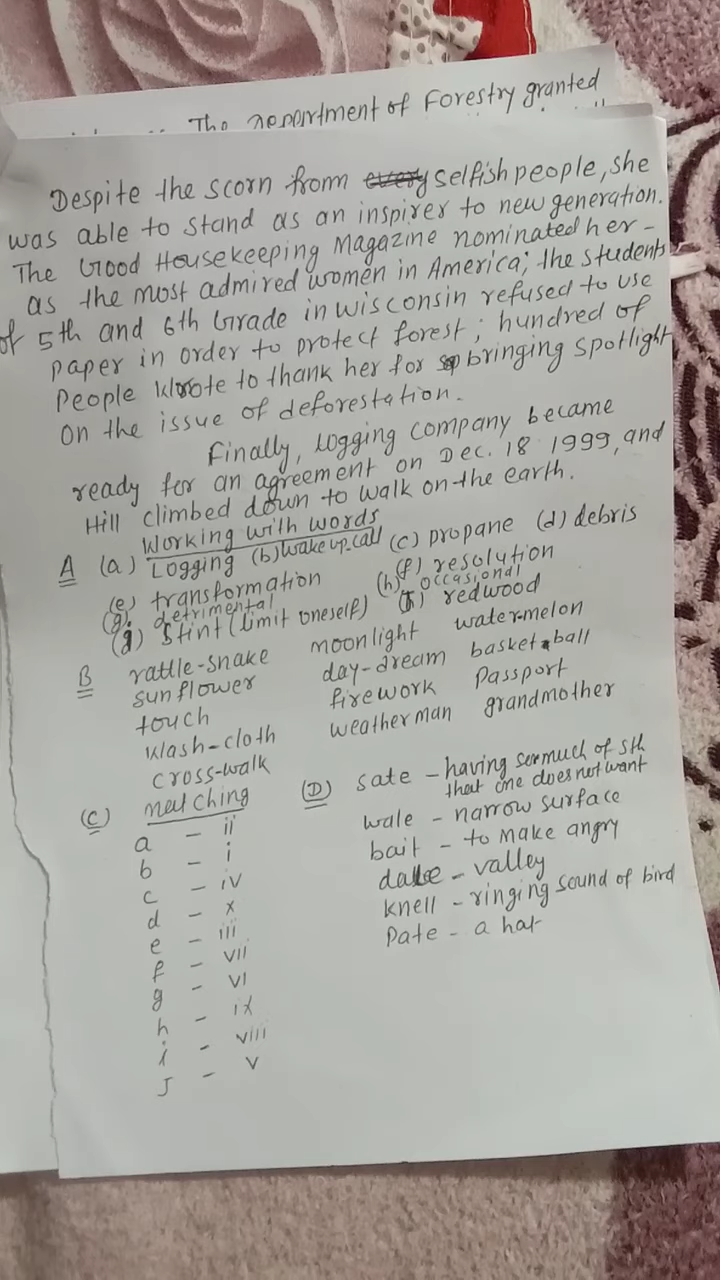 The Department of Forestry granted
Despite the scorn from every selfish people, she
was able to stand as an inspirer to new generation.
The Good Housekeeping Magazine nominated her -
as the most admired women in America; the students
of 5th and 6th Grade in Wisconsin refused to use
paper in order to protect forest; hundred of
People wrote to thank her for bringing spotlight
on the issue of deforestation.
Finally, logging company became
ready for an agreement on Dec. 18 1999, and
Hill climbed down to walk on the earth.
Working with words
A (a) Logging (b) wake up call (c) propane (d) debris
(e) transformation (f) resolution
(g) detrimental (h) occasional
(g) stint (limit oneself) (J) redwood
B rattle-snake moonlight water-melon
sunflower day-dream basket-ball
touch firework Passport
wash-cloth weatherman grandmother
cross-walk
(C) matching
a - ii
b - i
c - iv
d - x
e - iii
f - vii
g - vi
h - ix
i - viii
J - v
(D) sate - having much of sth
that one does not want
wale - narrow surface
bait - to make angry
dale - valley
knell - ringing sound of bird
Pate - a hat